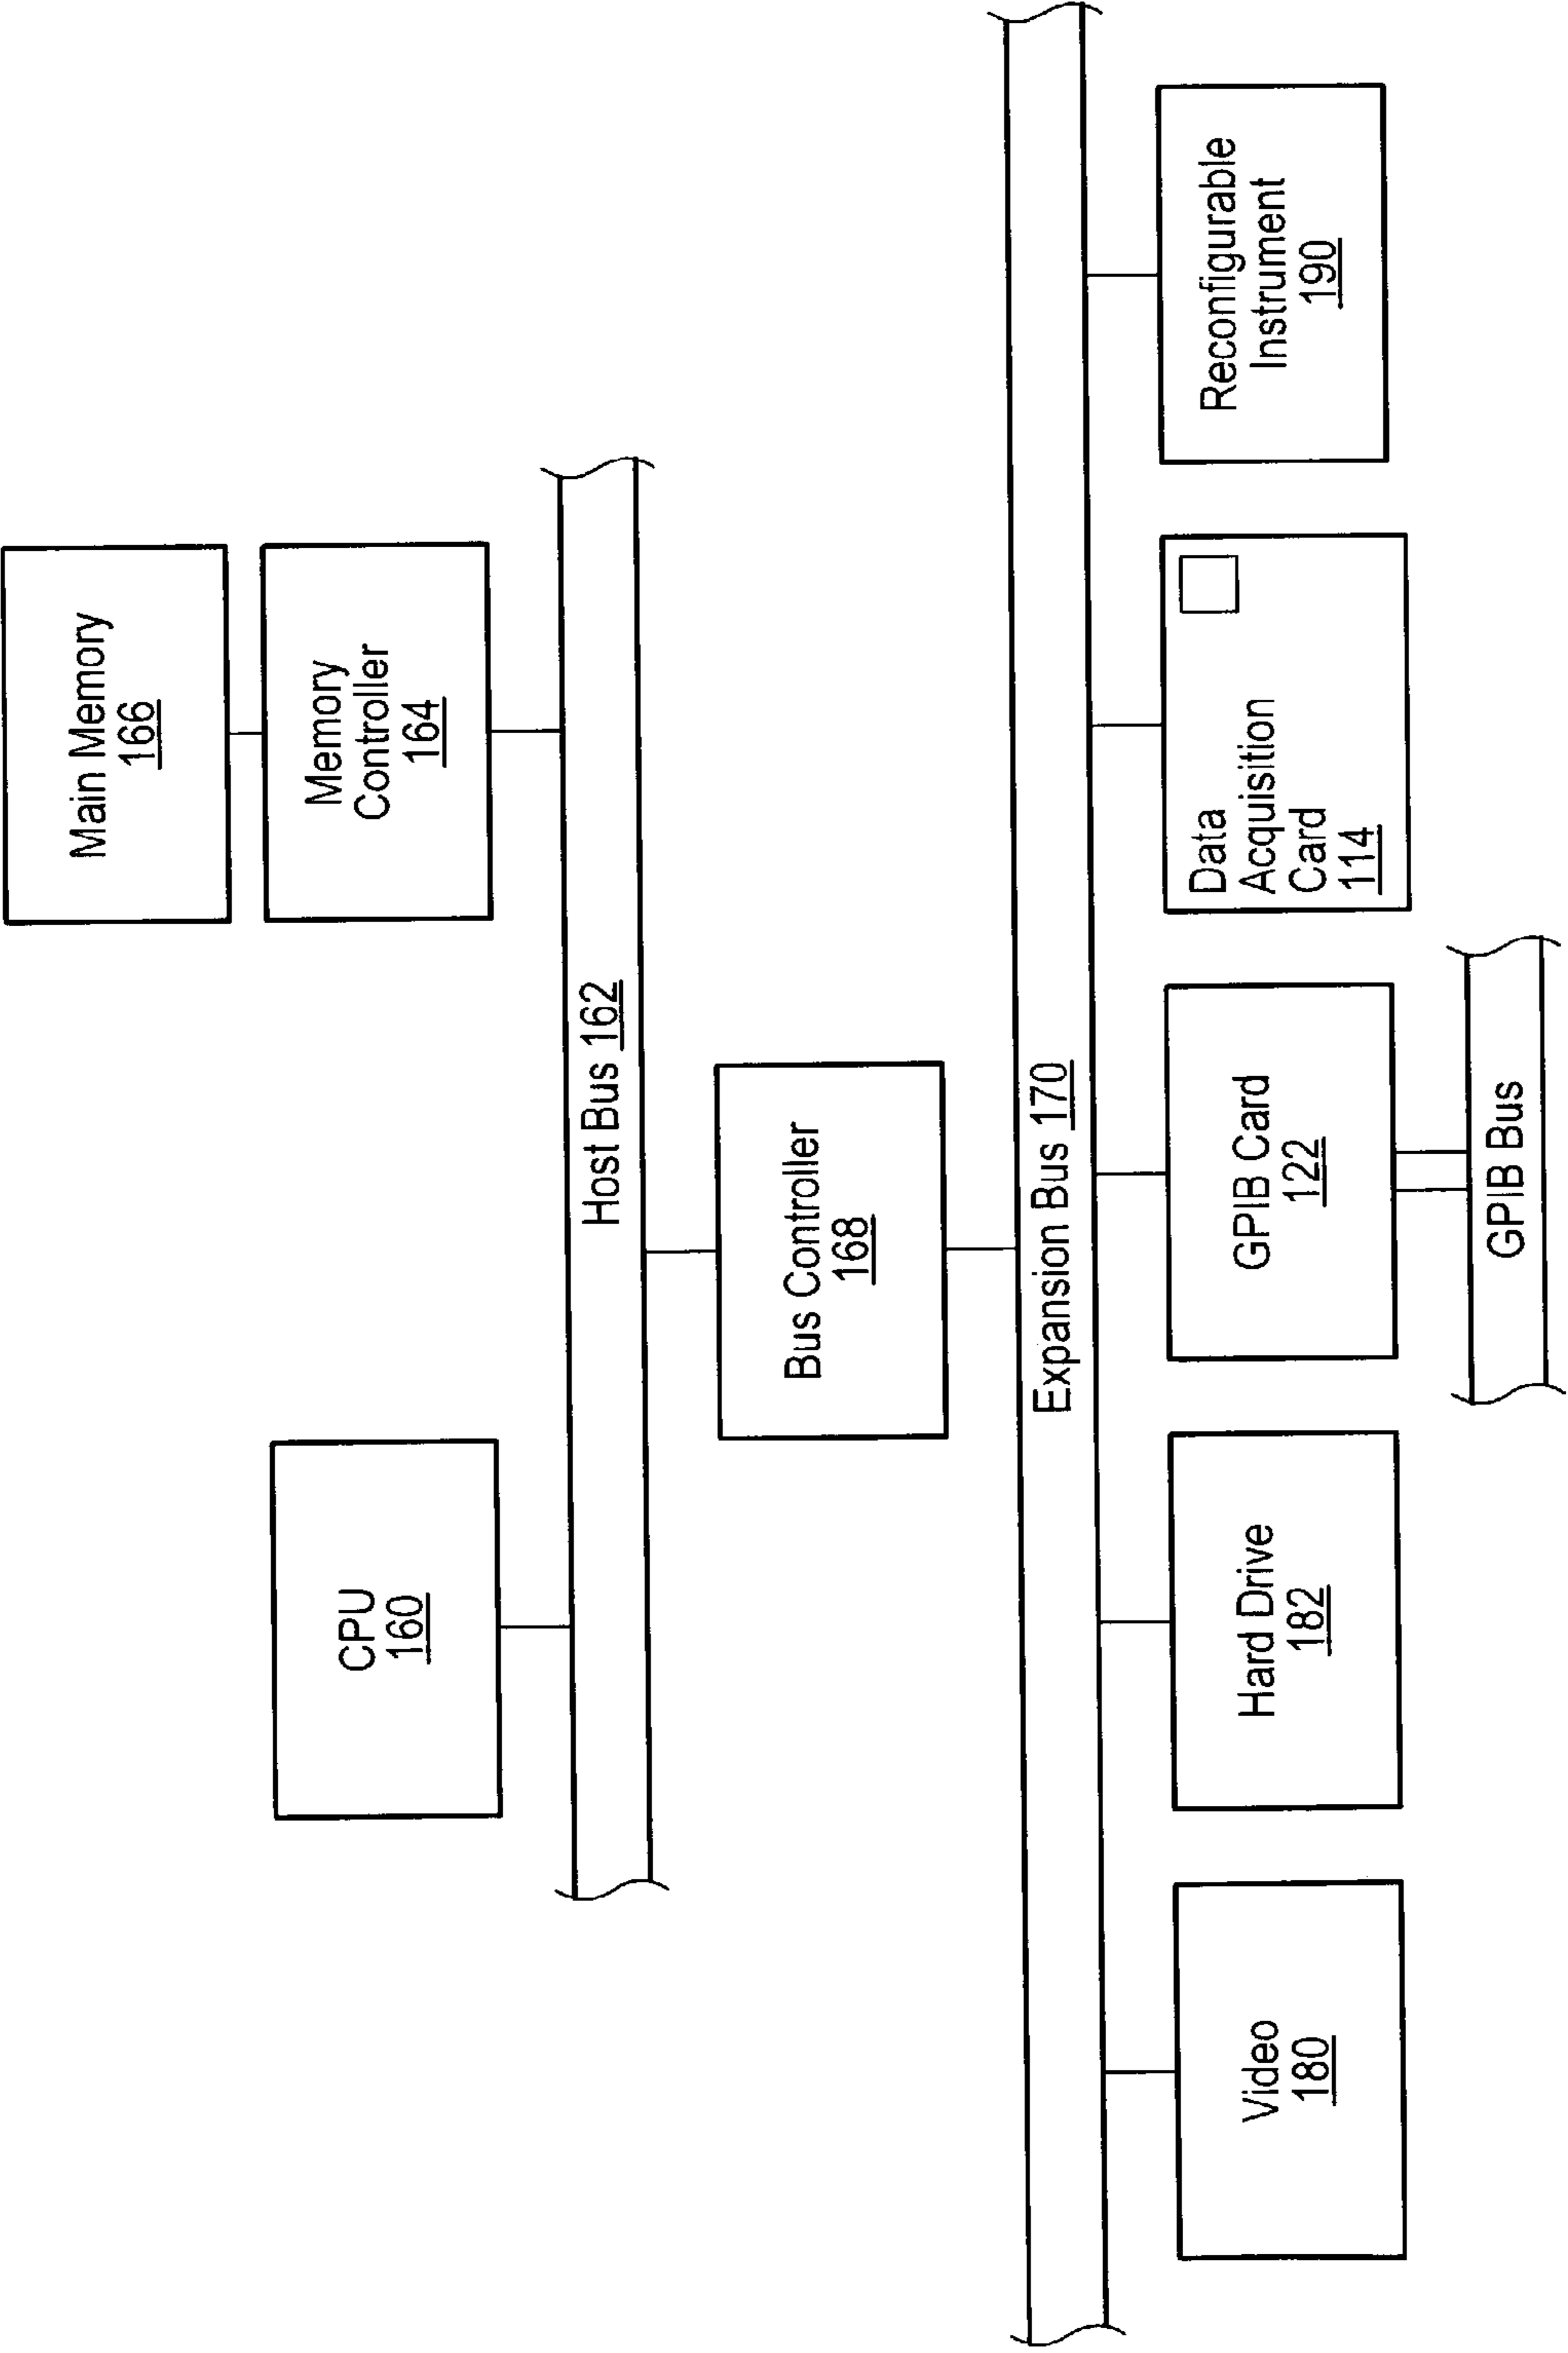 Main Memory
166
CPU
160
Memory
Controller
164
Host Bus 162
Bus Controller
168
Expansion Bus 170
Video
180
Hard Drive
182
GPIB Card
122
Data
Acquisition
Card
114
Reconfigurable
Instrument
190
GPIB Bus